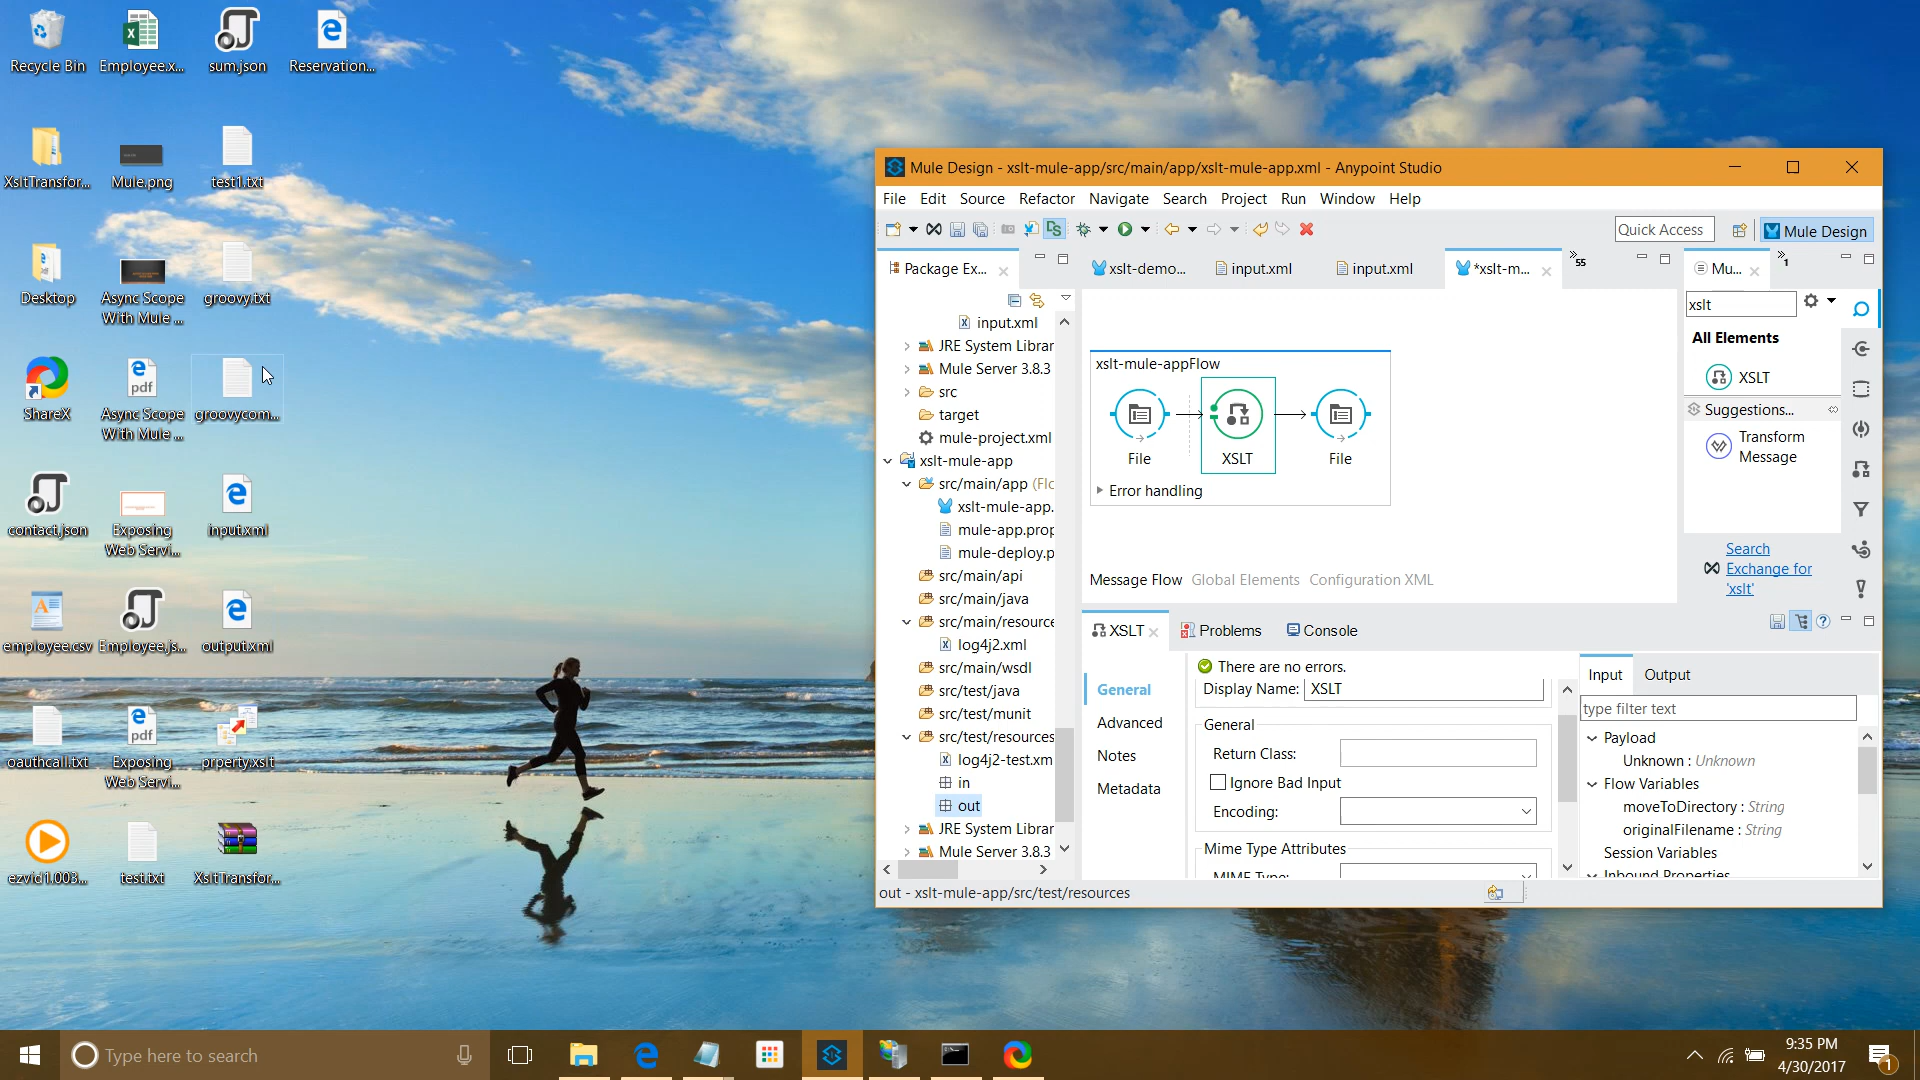 Recycle Bin
Employee.x...
sum.json
Reservation...
XsltTransfor...
Mule.png
test1.txt
Desktop
Async Scope
With Mule ...
groovy.txt
ShareX
pdf
Async Scope
With Mule ...
groovycom...
contact.json
Exposing
Web Servi...
input.xml
employee.csv
Employee.js...
output.xml
oauthcall.txt
pdf
Exposing
Web Servi...
prperty.xslt
ezvid1.003...
test.txt
XsltTransfor...
Mule Design - xslt-mule-app/src/main/app/xslt-mule-app.xml - Anypoint Studio
File Edit Source Refactor Navigate Search Project Run Window Help
Quick Access
Mule Design
Package Ex...
xslt-demo...
input.xml
input.xml
*xslt-m...
55
Mu...
1
input.xml
JRE System Librar
Mule Server 3.8.3
src
target
mule-project.xml
xslt-mule-app
src/main/app (Flo
xslt-mule-app.
mule-app.prop
mule-deploy.p
src/main/api
src/main/java
src/main/resource
log4j2.xml
src/main/wsdl
src/test/java
src/test/munit
src/test/resources
log4j2-test.xm
in
out
JRE System Librar
Mule Server 3.8.3
xslt-mule-appFlow
File
XSLT
File
Error handling
Message Flow Global Elements Configuration XML
xslt
All Elements
XSLT
Suggestions...
Transform
Message
Search
Exchange for
'xslt'
XSLT
Problems
Console
General
Advanced
Notes
Metadata
There are no errors.
Display Name: XSLT
General
Return Class:
Ignore Bad Input
Encoding:
Mime Type Attributes
MIME Type:
Input
Output
type filter text
Payload
Unknown : Unknown
Flow Variables
moveToDirectory : String
originalFilename : String
Session Variables
Inbound Properties
out - xslt-mule-app/src/test/resources
Type here to search
9:35 PM
4/30/2017
1